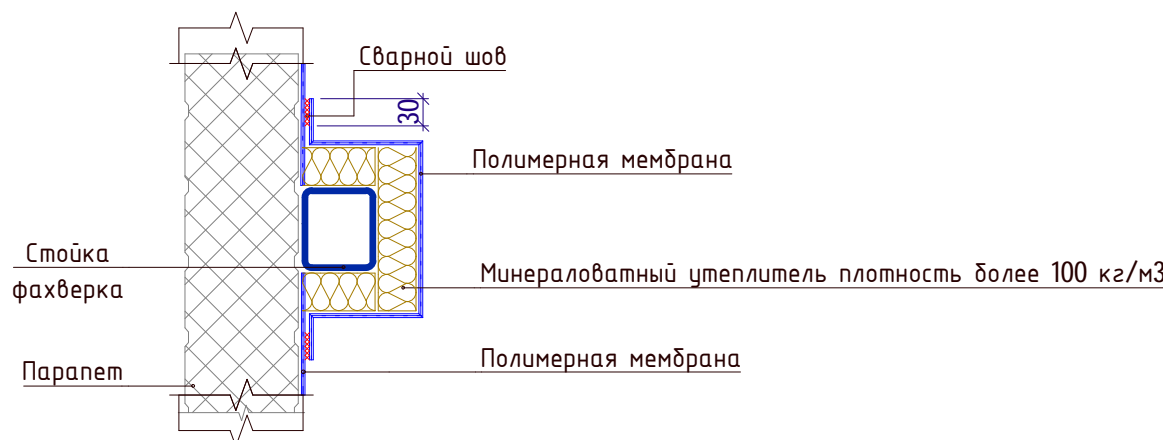 Сварной шов
30
Полимерная мембрана
Стойка
фахверка
Минераловатный утеплитель плотность более 100 кг/м3
Полимерная мембрана
Парапет